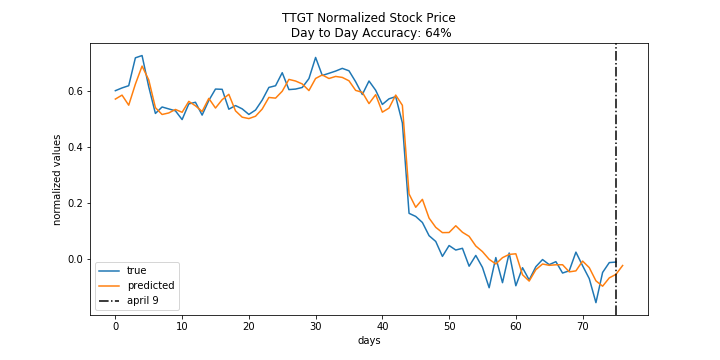 TTGT Normalized Stock Price
Day to Day Accuracy: 64%
normalized values
0.6
0.4
0.2
0.0
true
predicted
april 9
0
10
20
30
40
50
60
70
days